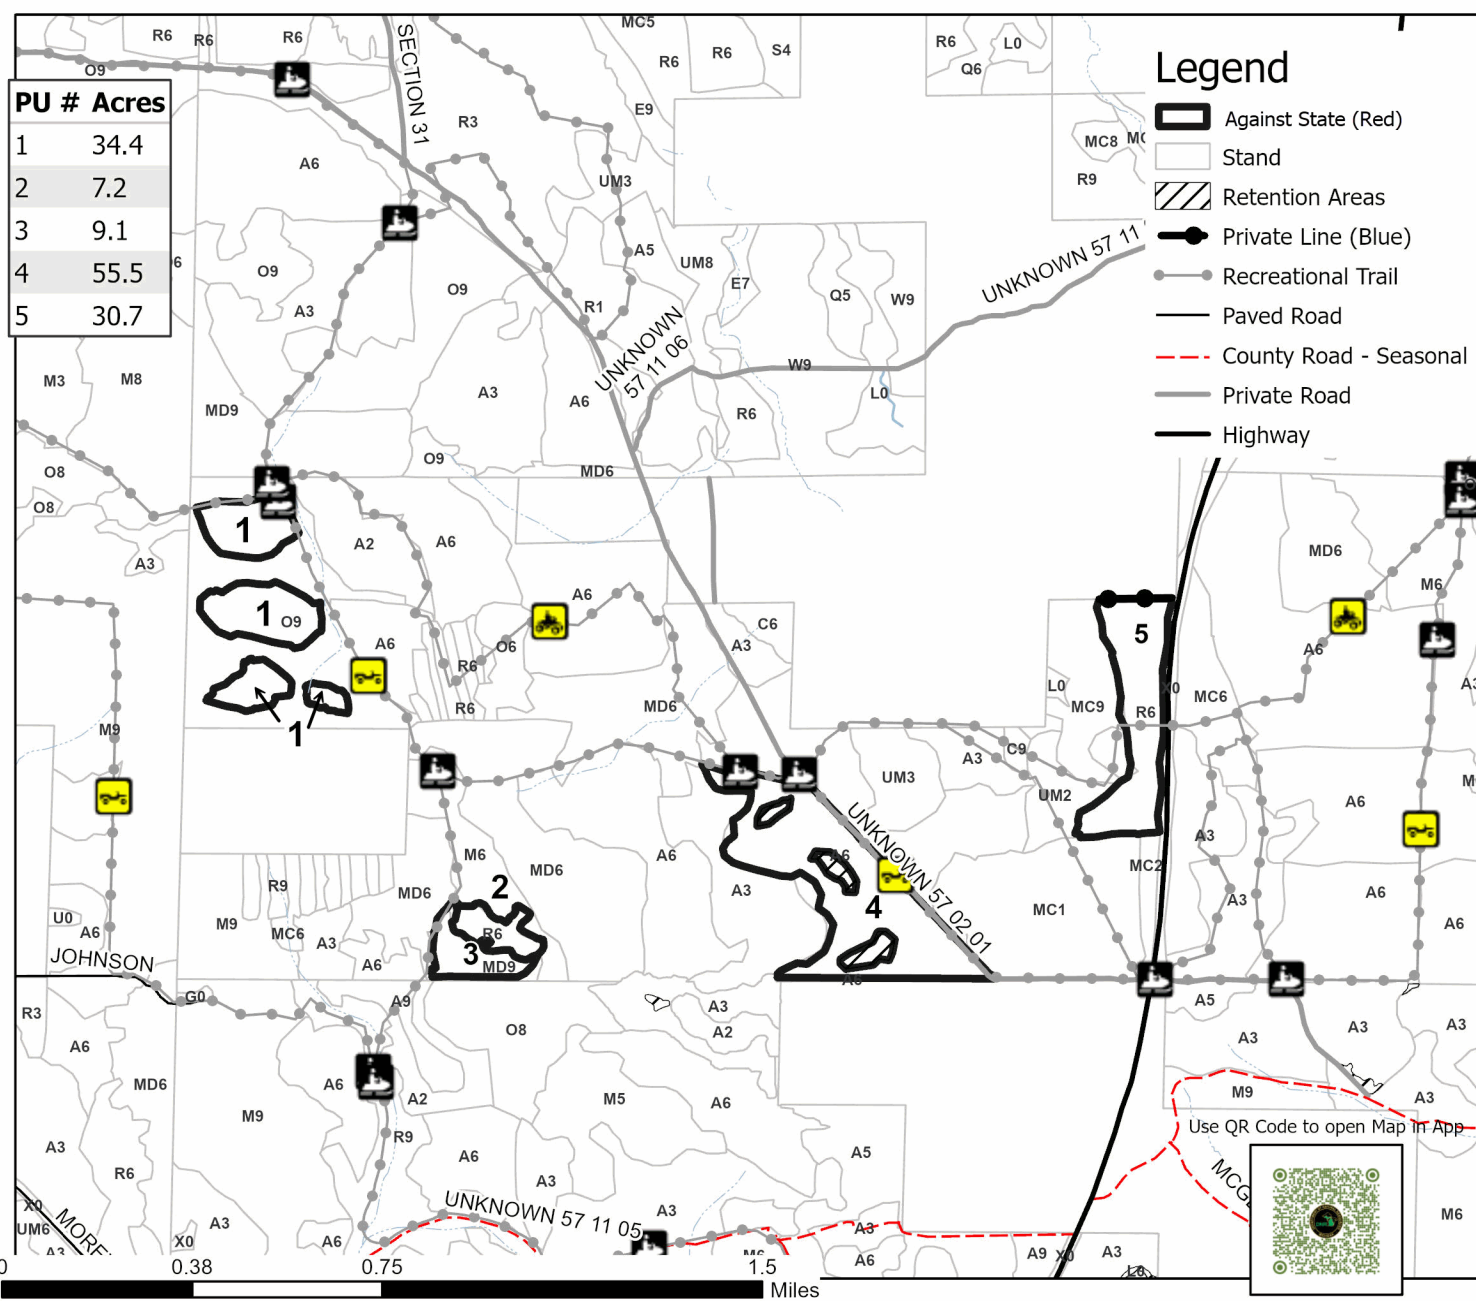 PU # Acres
1 34.4
2 7.2
3 9.1
4 55.5
5 30.7
Legend
Against State (Red)
Stand
Retention Areas
Private Line (Blue)
Recreational Trail
Paved Road
County Road - Seasonal
Private Road
Highway
R6 R6 R6
O9
SECTION 31
MC5
R6 R6 S4
R6 L0
Q6
E9
R3
A6
MC8
R9
UM3
A5
UM8
E7
O9
O9
A3
R1
Q5
W9
UNKNOWN 57 11
UNKNOWN
57 11 06
W9
L0
M3 M8
MD9
A3
A6
R6
O9
MD6
O8
O8
1
A2
A6
A3
1 O9
A6
A6
O6
R6
R6
C6
A3
MD6
1
M9
MD6
M6
5
L0
MC9
R6
X0
MC6
A6
A3
C9
UM3
UM2
A3
A6
UNKNOWN 57 02 01
A6
A3
4
MC1
MC2
A3
A3
A6
A6
M6
MD6
MD6
2
R6
3
MD9
R9
M9
MC6
A3
A6
U0
A6
JOHNSON
G0
A9
R3
A6
MD6
A3
R6
M9
A6
A2
R9
O8
A3
A2
M5
A6
A6
A3
A5
A5
A3
A3
A3
M9
A3
Use QR Code to open Map in App
M6
X0
UM6
A3
X0
A3
A6
UNKNOWN 57 11 05
A3
A3
A6
A9
X0
A3
L0
0 0.38 0.75 1.5
Miles